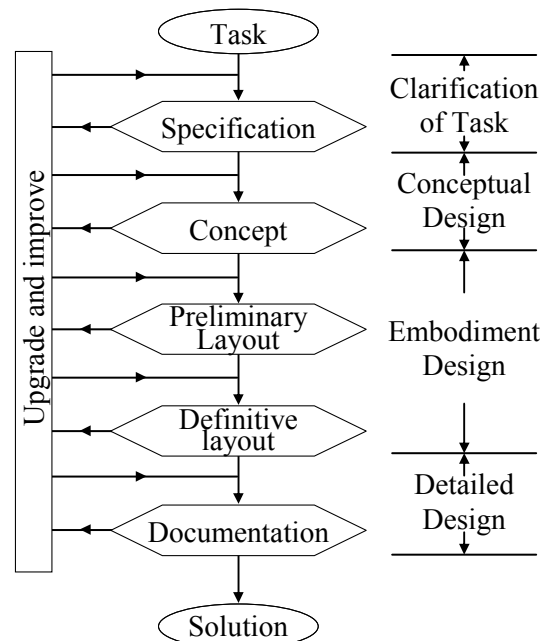 Task
Clarification
of Task
Specification
Conceptual
Design
Concept
Upgrade and improve
Preliminary
Layout
Embodiment
Design
Definitive
layout
Detailed
Design
Documentation
Solution